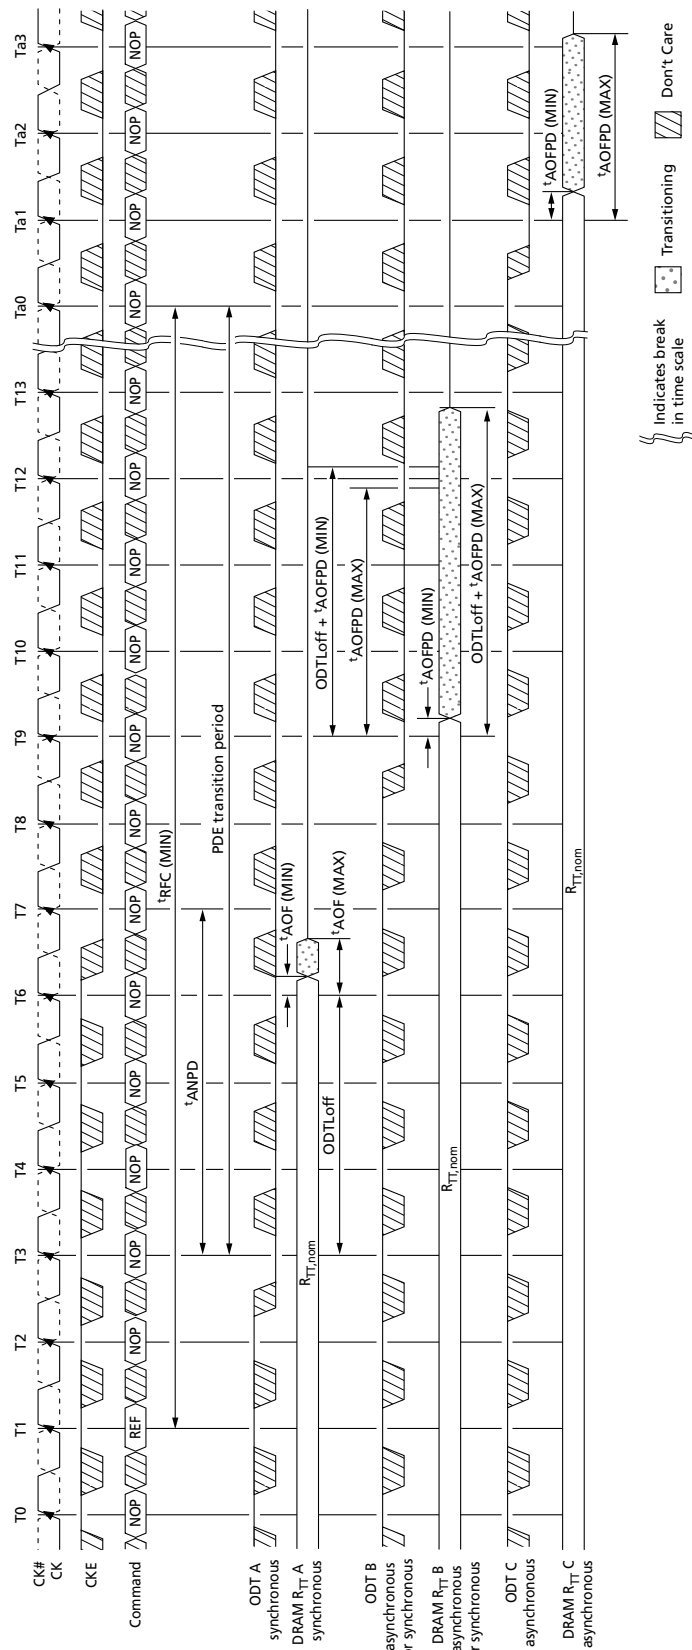 T0 T1 T2 T3 T4 T5 T6 T7 T8 T9 T10 T11 T12 T13 Ta0 Ta1 Ta2 Ta3
CK#
CK
CKE
Command
NOP REF NOP NOP NOP NOP NOP NOP NOP NOP NOP NOP NOP NOP NOP NOP NOP NOP
tRFC (MIN)
tANPD
PDE transition period
ODT A
synchronous
tAOF (MIN)
DRAM RTT A
synchronous
RTT,nom
ODTLoff
tAOF (MAX)
ODTLoff + tAOFPD (MIN)
tAOFPD (MAX)
ODT B
asynchronous
or synchronous
tAOFPD (MIN)
DRAM RTT B
asynchronous
or synchronous
RTT,nom
ODTLoff + tAOFPD (MAX)
ODT C
asynchronous
tAOFPD (MIN)
DRAM RTT C
asynchronous
RTT,nom
tAOFPD (MAX)
Indicates break
in time scale
Transitioning
Don't Care